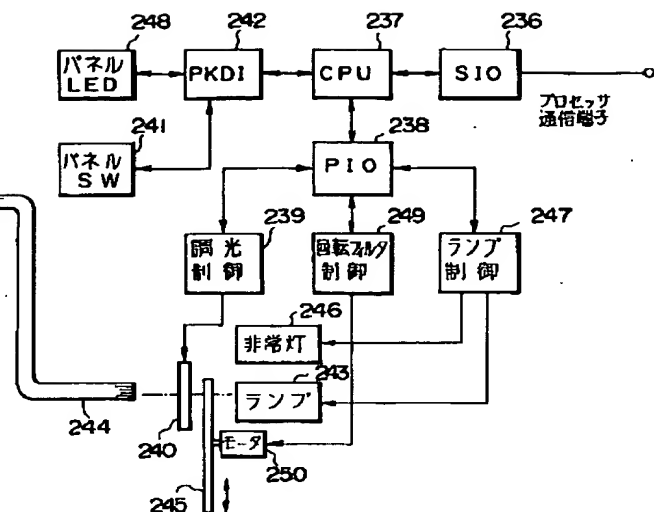 248
242
237
236
パネル
LED
PKDI
CPU
SIO
プロセッサ
通信端子
241
238
パネル
SW
PIO
239
249
247
調光
制御
回転フィルタ
制御
ランプ
制御
246
非常灯
243
ランプ
244
240
モータ
250
245